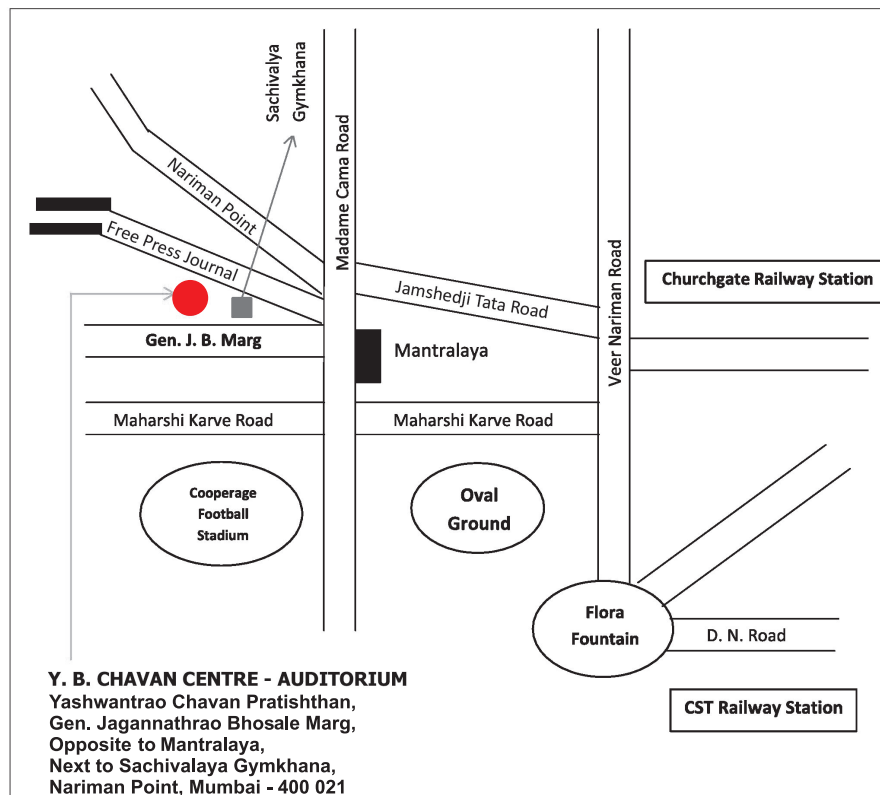 Sachivalya
Gymkhana
Madame Cama Road
Nariman Point
Free Press Journal
Jamshedji Tata Road
Veer Nariman Road
Churchgate Railway Station
Gen. J. B. Marg
Mantralaya
Maharshi Karve Road
Maharshi Karve Road
Cooperage
Football
Stadium
Oval
Ground
Flora
Fountain
D. N. Road
CST Railway Station
Y. B. CHAVAN CENTRE - AUDITORIUM
Yashwantrao Chavan Pratishthan,
Gen. Jagannathrao Bhosale Marg,
Opposite to Mantralaya,
Next to Sachivalaya Gymkhana,
Nariman Point, Mumbai - 400 021